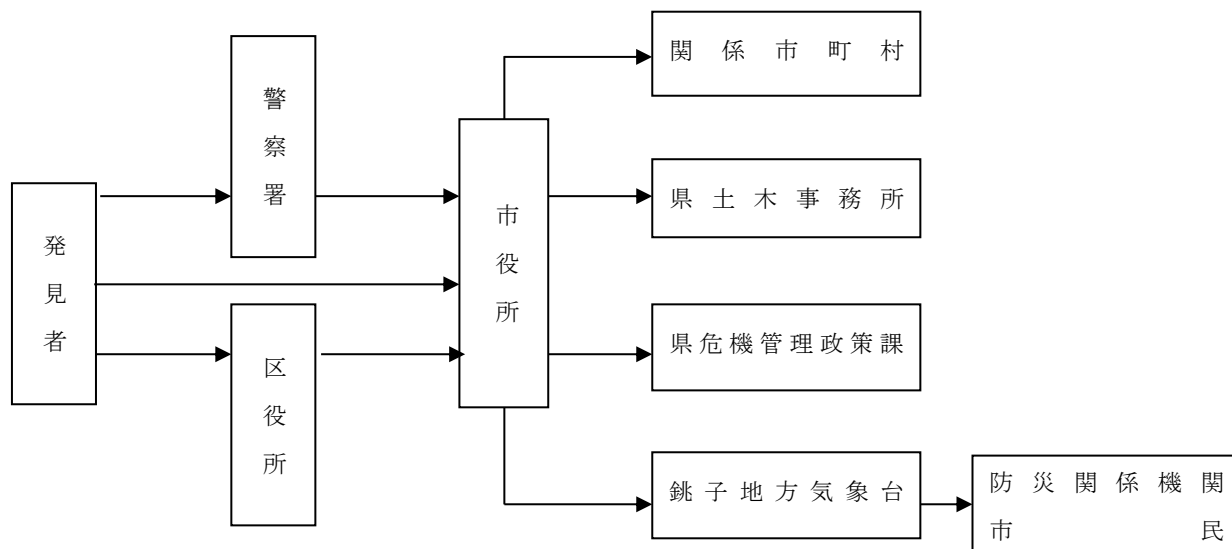 発見者
警察署
区役所
市役所
関係市町村
県土木事務所
県危機管理政策課
銚子地方気象台
防災関係機関
市民